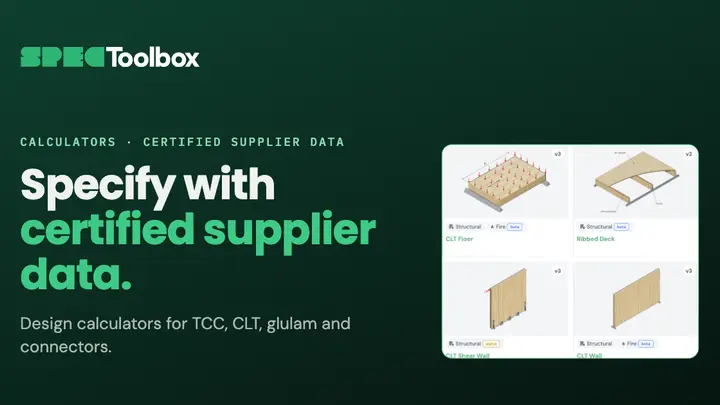 SPEC Toolbox
CALCULATORS · CERTIFIED SUPPLIER DATA
Specify with
certified supplier
data.
Design calculators for TCC, CLT, glulam and
connectors.
v3
v3
Structural Fire beta
Structural beta
CLT Floor
Ribbed Deck
v3
v3
Structural alpha
Structural Fire beta
CLT Shear Wall
CLT Wall